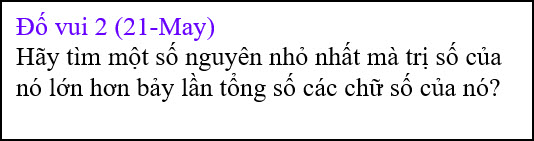 Đố vui 2 (21-May)
Hãy tìm một số nguyên nhỏ nhất mà trị số của
nó lớn hơn bảy lần tổng số các chữ số của nó?